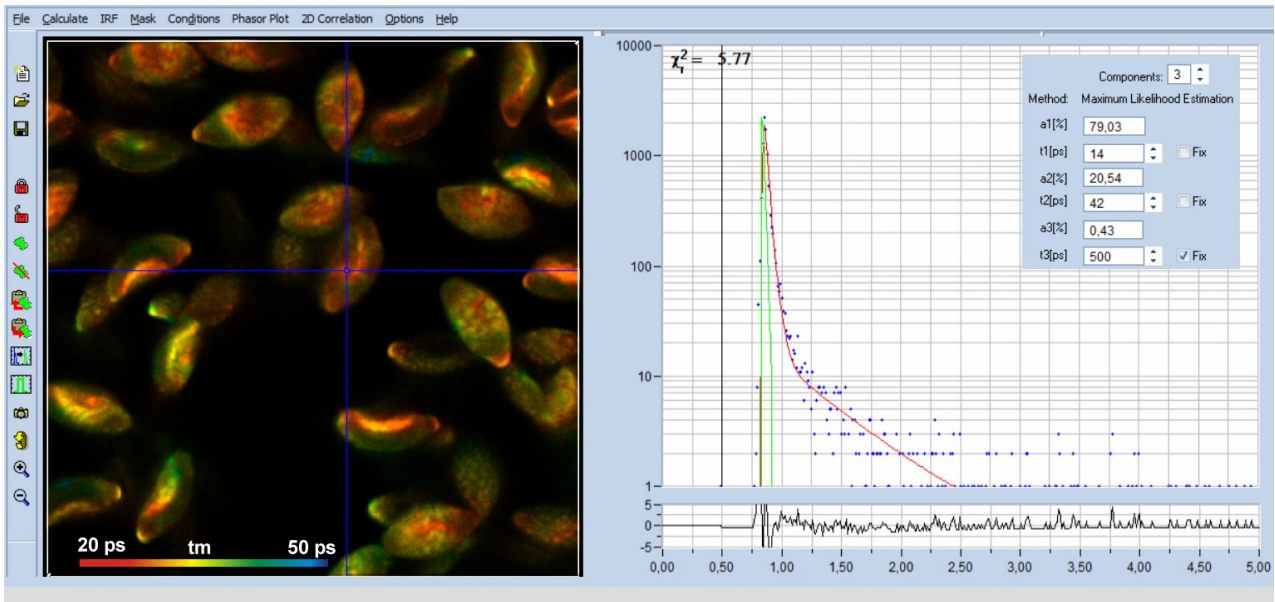 File Calculate IRF Mask Conditions Phasor Plot 2D Correlation Options Help
χ²r = 5.77
Components: 3
Method: Maximum Likelihood Estimation
a1[%] 79,03
t1[ps] 14 Fix
a2[%] 20,54
t2[ps] 42 Fix
a3[%] 0,43
t3[ps] 500 Fix
10000
1000
100
10
1
5
0
-5
0,00 0,50 1,00 1,50 2,00 2,50 3,00 3,50 4,00 4,50 5,00
20 ps tm 50 ps